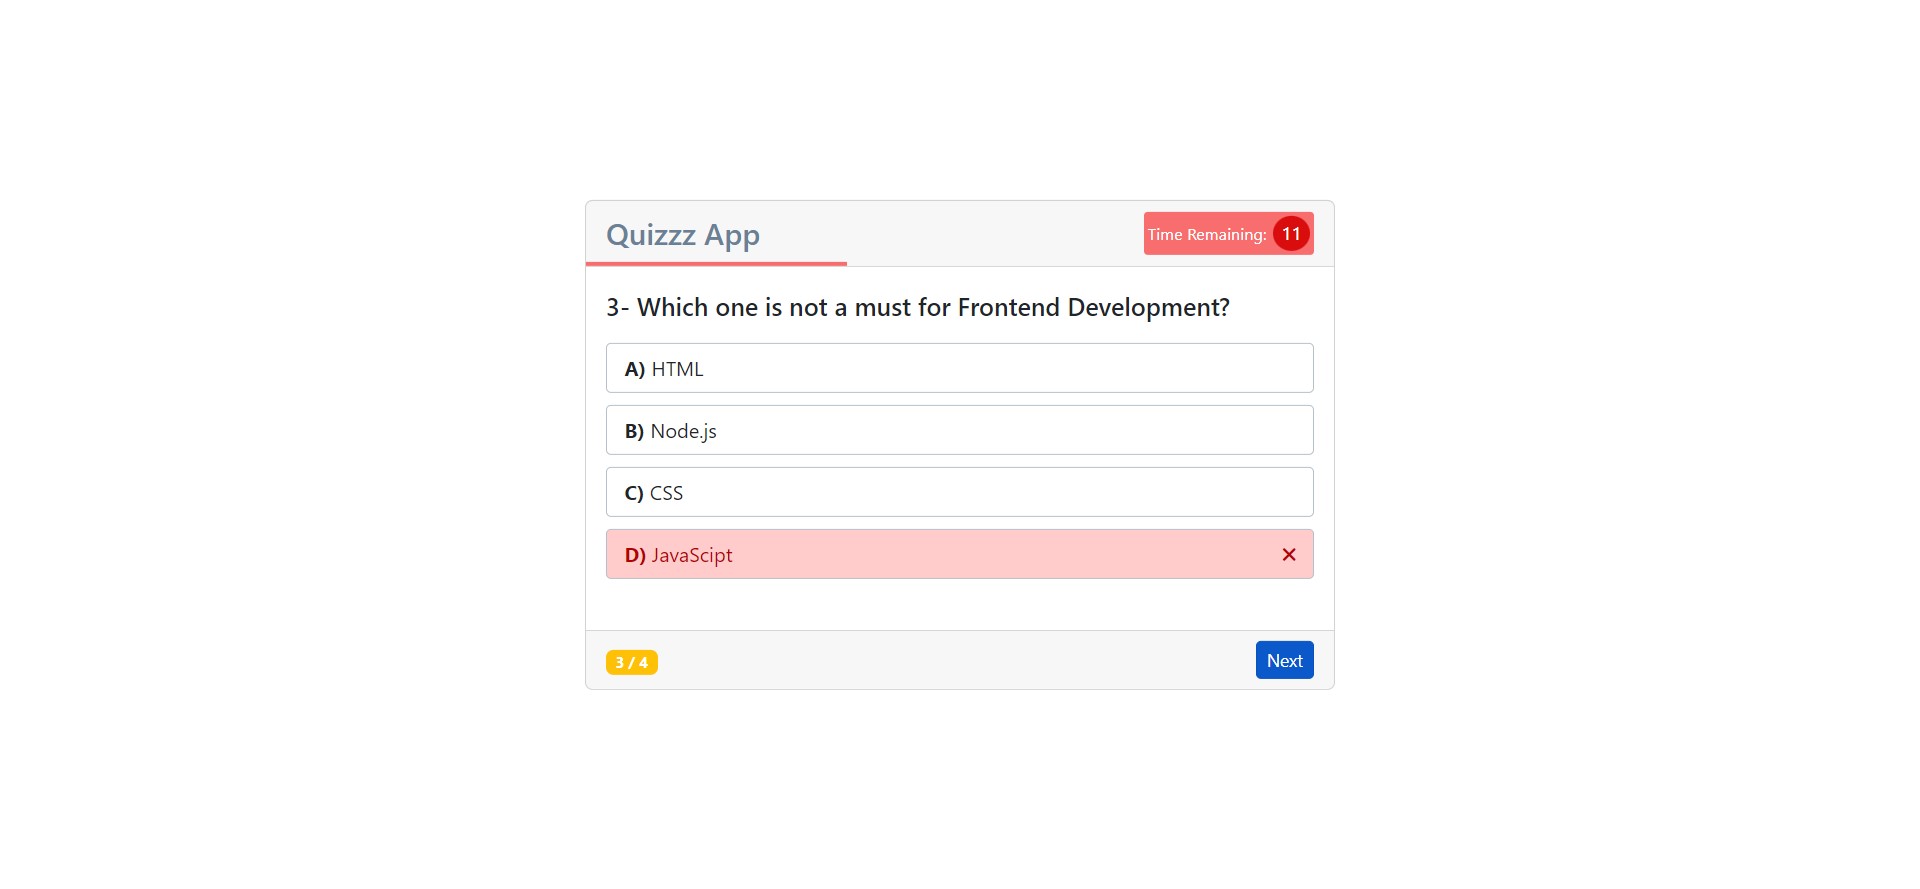 Quizzz App
Time Remaining: 11
3- Which one is not a must for Frontend Development?
A) HTML
B) Node.js
C) CSS
D) JavaScipt
3 / 4
Next